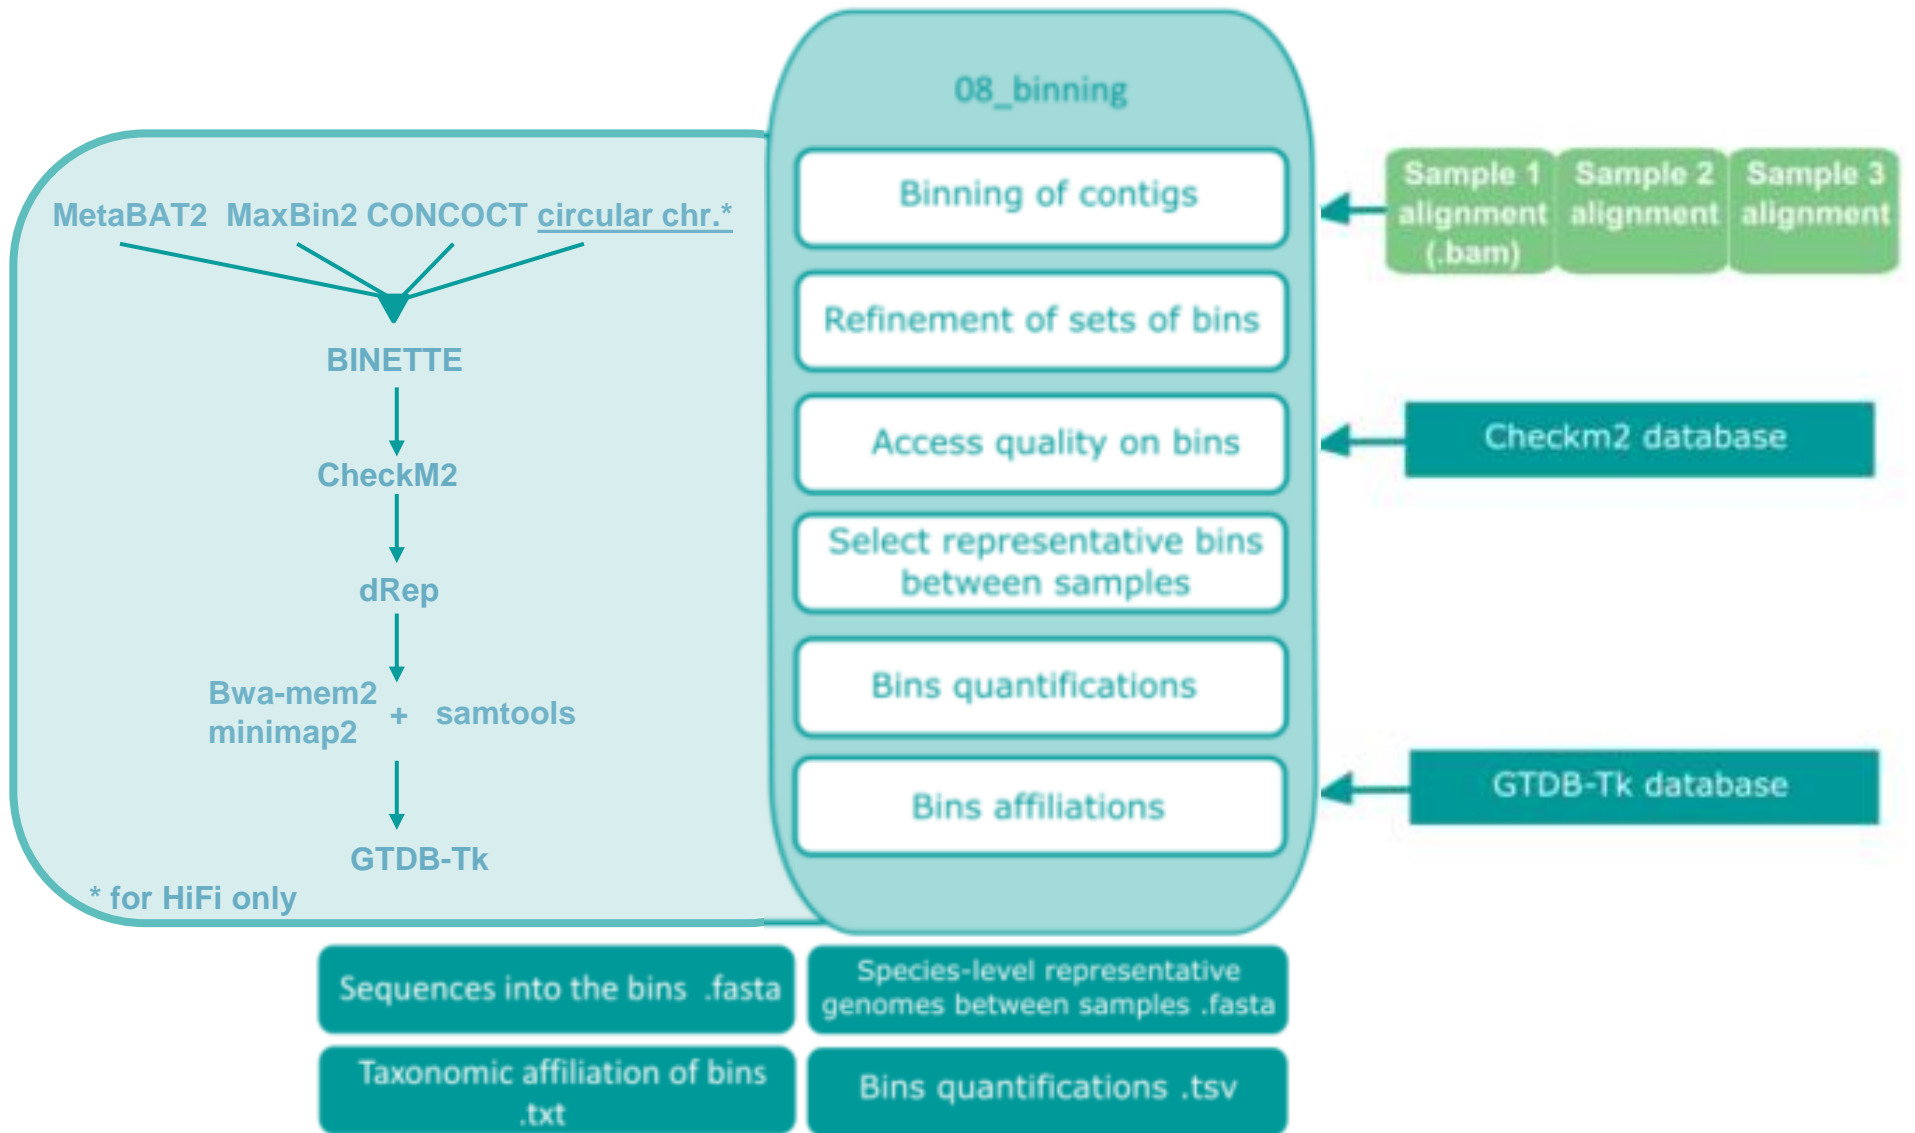 08_binning
MetaBAT2 MaxBin2 CONCOCT circular chr.*
BINETTE
CheckM2
dRep
Bwa-mem2
minimap2
+ samtools
GTDB-Tk
* for HiFi only
Binning of contigs
Refinement of sets of bins
Access quality on bins
Select representative bins
between samples
Bins quantifications
Bins affiliations
Sample 1
alignment
(.bam)
Sample 2
alignment
Sample 3
alignment
Checkm2 database
GTDB-Tk database
Sequences into the bins .fasta
Species-level representative
genomes between samples .fasta
Taxonomic affiliation of bins
.txt
Bins quantifications .tsv